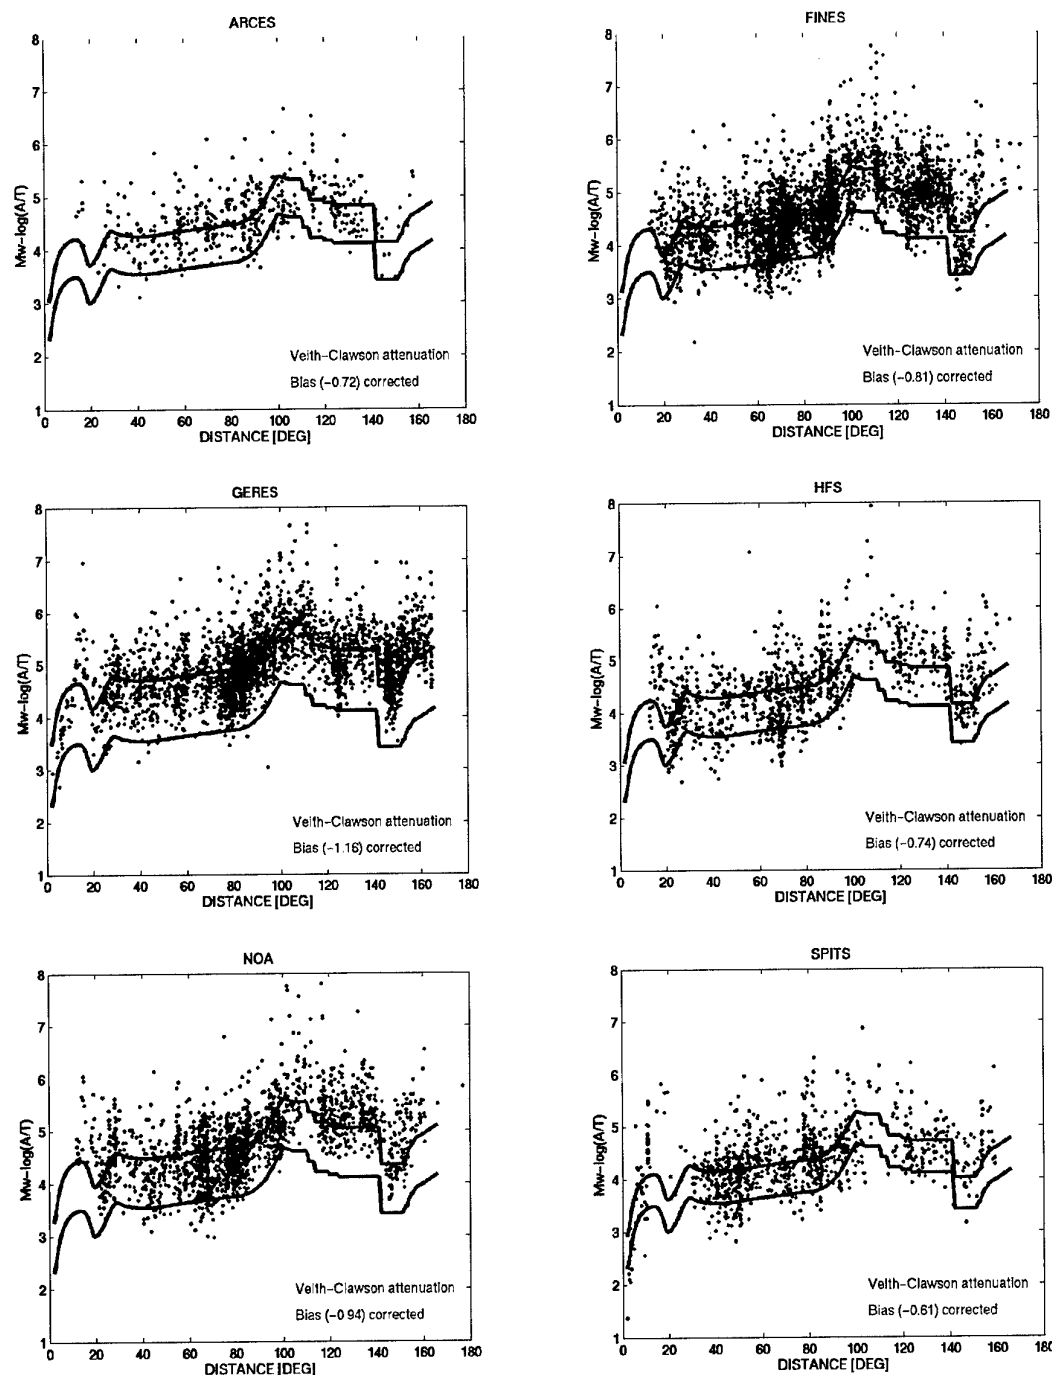 ARCES
8
7
6
5
4
3
2
1
Mw-log(A/T)
0 20 40 60 80 100 120 140 160 180
DISTANCE [DEG]
Veith-Clawson attenuation
Bias (-0.72) corrected
FINES
8
7
6
5
4
3
2
1
Mw-log(A/T)
0 20 40 60 80 100 120 140 160 180
DISTANCE [DEG]
Veith-Clawson attenuation
Bias (-0.81) corrected
GERES
8
7
6
5
4
3
2
1
Mw-log(A/T)
0 20 40 60 80 100 120 140 160 180
DISTANCE [DEG]
Veith-Clawson attenuation
Bias (-1.16) corrected
HFS
8
7
6
5
4
3
2
1
Mw-log(A/T)
0 20 40 60 80 100 120 140 160 180
DISTANCE [DEG]
Veith-Clawson attenuation
Bias (-0.74) corrected
NOA
8
7
6
5
4
3
2
1
Mw-log(A/T)
0 20 40 60 80 100 120 140 160 180
DISTANCE [DEG]
Veith-Clawson attenuation
Bias (-0.94) corrected
SPITS
8
7
6
5
4
3
2
1
Mw-log(A/T)
0 20 40 60 80 100 120 140 160 180
DISTANCE [DEG]
Veith-Clawson attenuation
Bias (-0.61) corrected